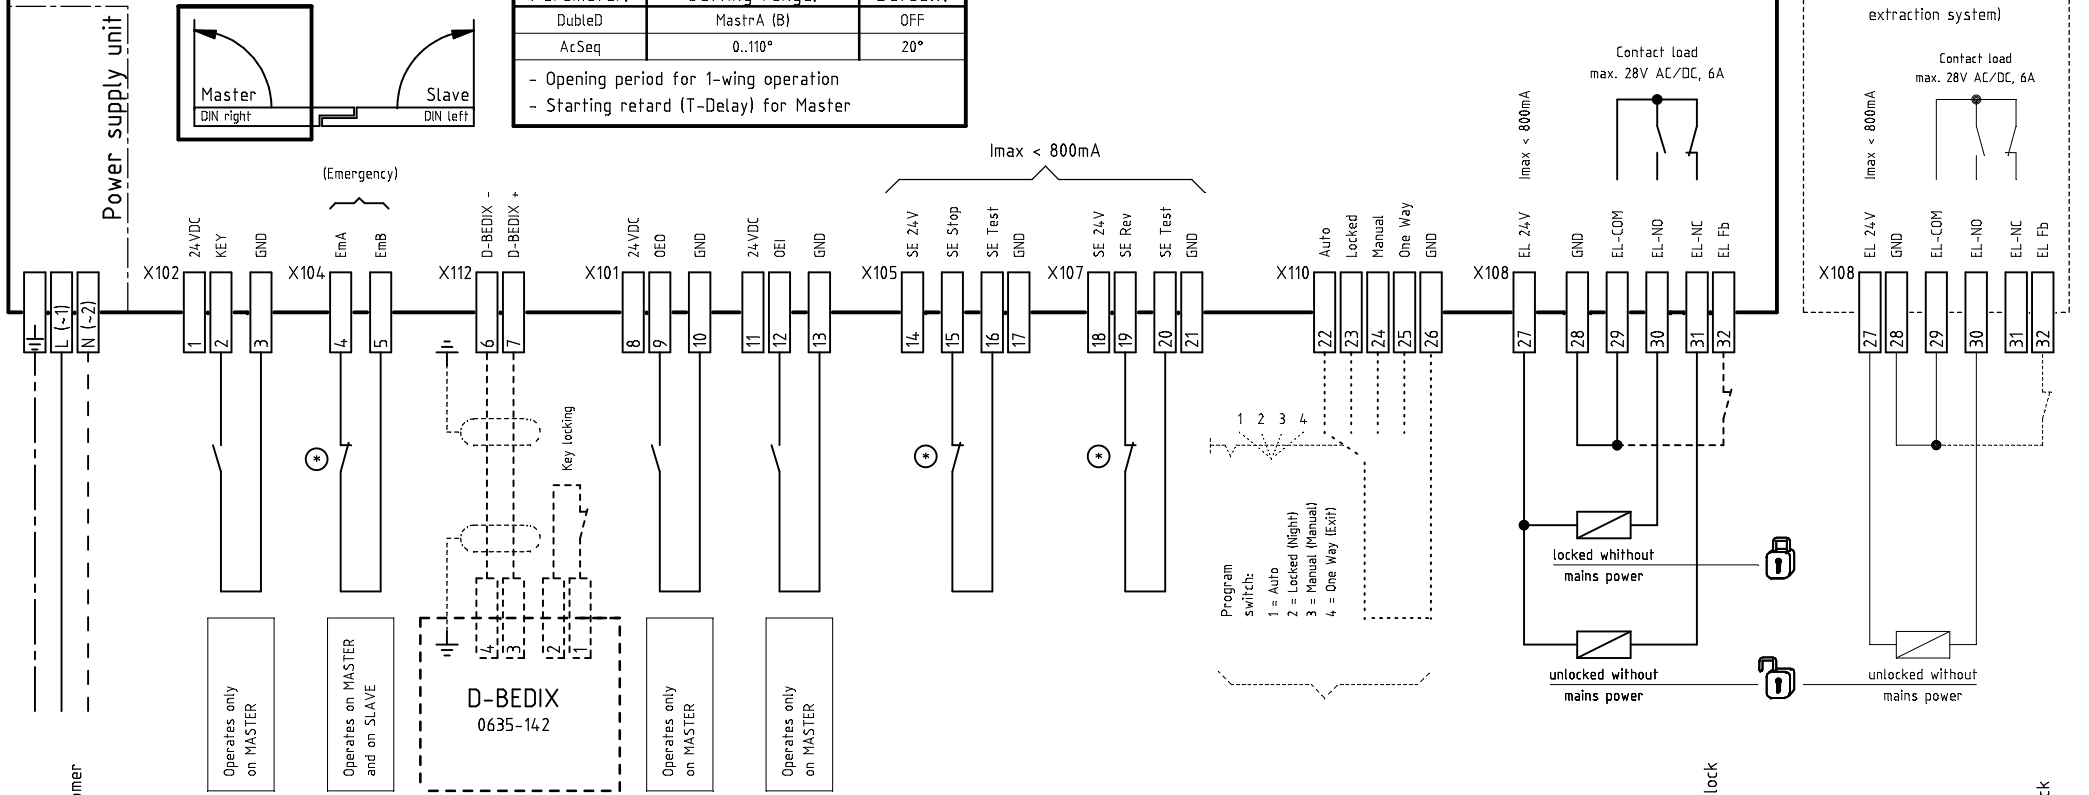 DubledD MastrA (B) OFF
AcSeq 0..110° 20°
- Opening period for 1-wing operation
- Starting retard (T-Delay) for Master
Power supply unit
Master
DIN right
Slave
DIN left
extraction system)
Contact load
max. 28V AC/DC, 6A
Contact load
max. 28V AC/DC, 6A
Imax < 800mA
Imax < 800mA
Imax < 800mA
(Emergency)
24VDC
KEY
GND
EmA
EmB
D-BEDIX -
D-BEDIX +
24VDC
OEO
GND
24VDC
OEI
GND
SE 24V
SE Stop
SE Test
GND
SE 24V
SE Rev
SE Test
GND
Auto
Locked
Manual
One Way
GND
EL 24V
GND
EL-COM
EL-NO
EL-NC
EL Fb
EL 24V
GND
EL-COM
EL-NO
EL-NC
EL Fb
X102 X104 X112 X101 X105 X107 X110 X108 X108
L (~1)
N (~2)
1 2 3 4 5 6 7 8 9 10 11 12 13 14 15 16 17 18 19 20 21 22 23 24 25 26 27 28 29 30 31 32 27 28 29 30 31 32
1 2 3 4
Key locking
* * *
Program
switch:
1 = Auto
2 = Locked (Night)
3 = Manual (Manual)
4 = One Way (Exit)
locked whithout
mains power
unlocked without
mains power
unlocked without
mains power
4 3 2 1
D-BEDIX
0635-142
Operates only
on MASTER
Operates on MASTER
and on SLAVE
Operates only
on MASTER
Operates only
on MASTER
lock